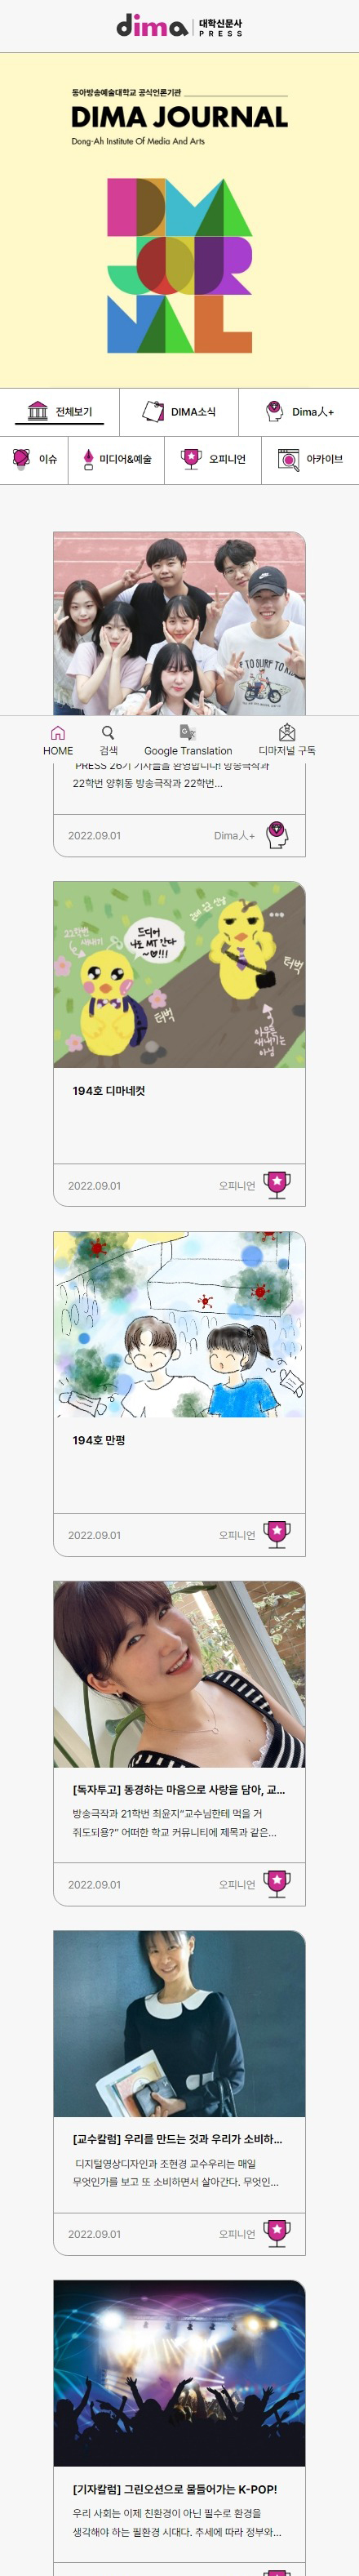 dima 대학신문사
PRESS
동아방송예술대학교 공식언론기관
DIMA JOURNAL
Dong-Ah Institute Of Media And Arts
전체보기
DIMA소식
Dima人+
이슈
미디어&예술
오피니언
아카이브
TO SURF TO
HOME
검색
Google Translation
디마저널 구독
PRESS 26기 기자들을 환영합니다! 방송극작과
22학번 양휘동 방송극작과 22학번...
2022.09.01
Dima人+
22학번
새내기
드디어
나도 MT 간다
~♡!!!
터벅
터벅
아무튼
새내기는
아님
194호 디마네컷
2022.09.01
오피니언
194호 만평
2022.09.01
오피니언
[독자투고] 동경하는 마음으로 사랑을 담아, 교...
방송극작과 21학번 최윤지“교수님한테 먹을 거
줘도되용?” 어떠한 학교 커뮤니티에 제목과 같은...
2022.09.01
오피니언
[교수칼럼] 우리를 만드는 것과 우리가 소비하...
디지털영상디자인과 조현경 교수우리는 매일
무엇인가를 보고 또 소비하면서 살아간다. 무엇인...
2022.09.01
오피니언
[기자칼럼] 그린오션으로 물들어가는 K-POP!
우리 사회는 이제 친환경이 아닌 필수로 환경을
생각해야 하는 필환경 시대다. 추세에 따라 정부와...